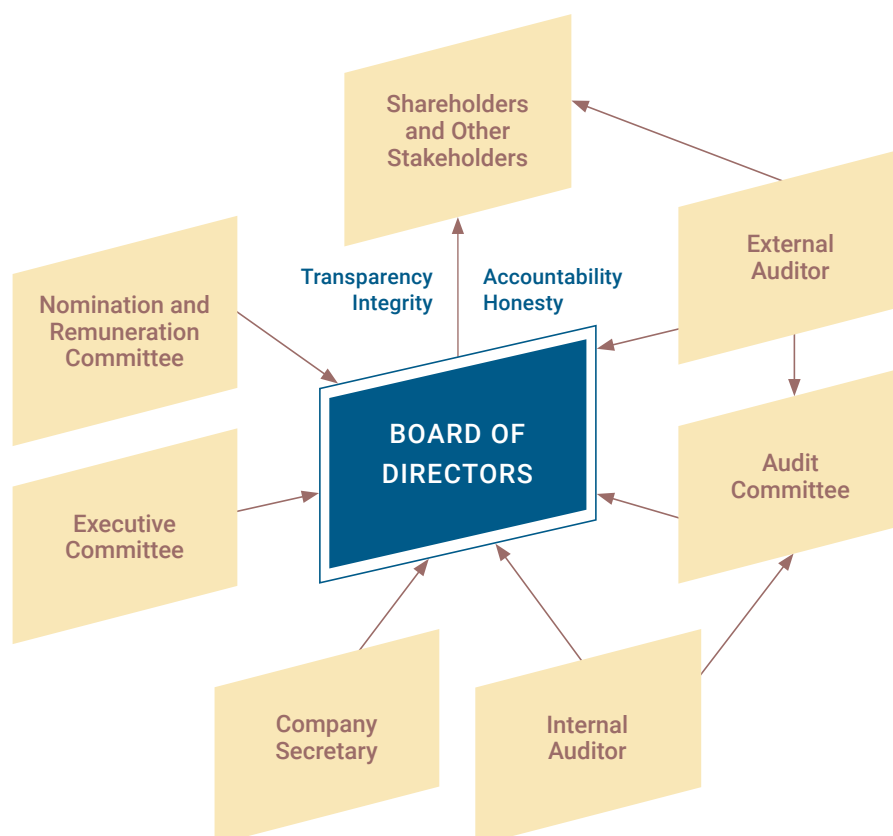 Shareholders
and Other
Stakeholders
External
Auditor
Transparency
Integrity
Accountability
Honesty
Nomination and
Remuneration
Committee
BOARD OF
DIRECTORS
Audit
Committee
Executive
Committee
Company
Secretary
Internal
Auditor